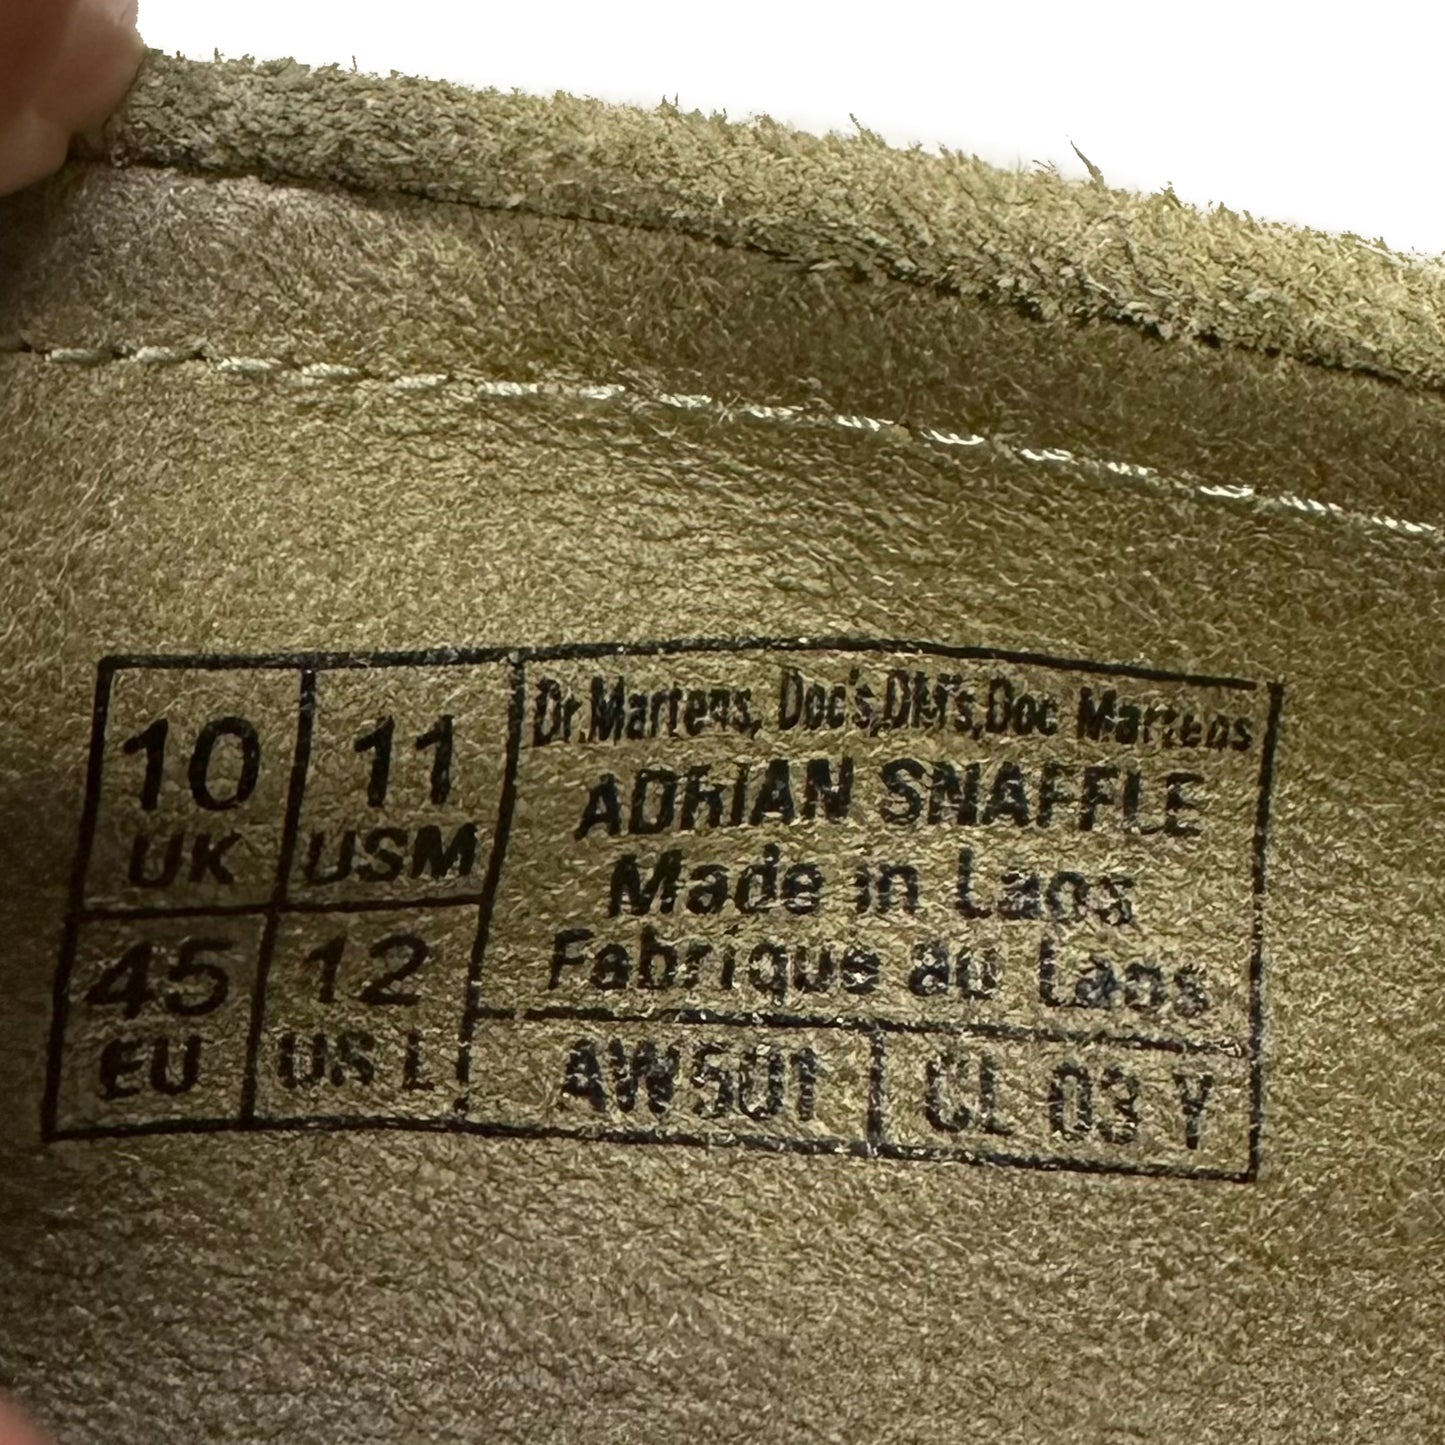 10 UK
11 USM
45 EU
12 US L
Dr.Martens, Doc's,DM's,Doc Martens
ADRIAN SNAFFLE
Made in Laos
Fabrique au Laos
AW501
CL 03 Y